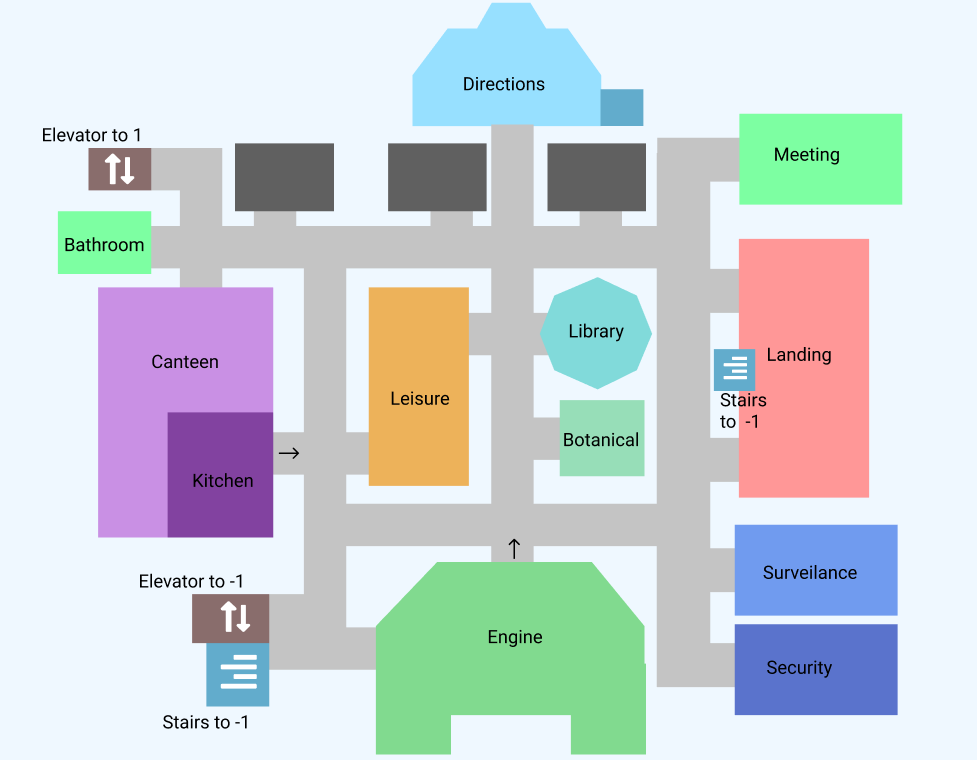 Directions
Elevator to 1
Meeting
Bathroom
Library
Landing
Canteen
Leisure
Stairs
to -1
Botanical
Kitchen
Surveilance
Elevator to -1
Engine
Security
Stairs to -1